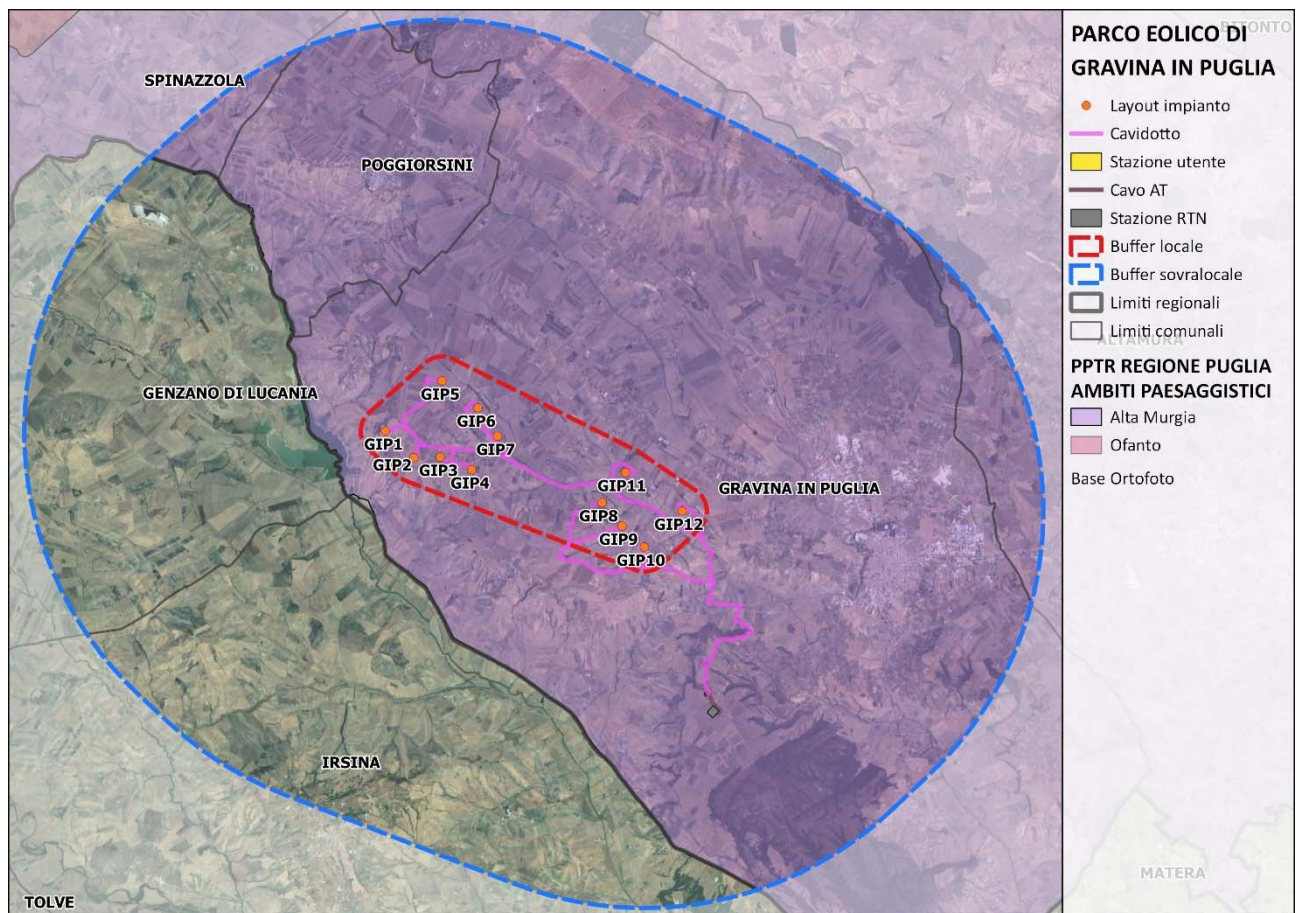 SPINAZZOLA
POGGIORSINI
GENZANO DI LUCANIA
GIP5
GIP6
GIP1
GIP7
GIP2
GIP3
GIP4
GIP11
GRAVINA IN PUGLIA
GIP8
GIP12
GIP9
GIP10
IRSINA
TOLVE
BITONTO
PARCO EOLICO DI
GRAVINA IN PUGLIA
Layout impianto
Cavidotto
Stazione utente
Cavo AT
Stazione RTN
Buffer locale
Buffer sovralocale
Limiti regionali
Limiti comunali
ALTAMURA
PPTR REGIONE PUGLIA
AMBITI PAESAGGISTICI
Alta Murgia
Ofanto
Base Ortofoto
MATERA